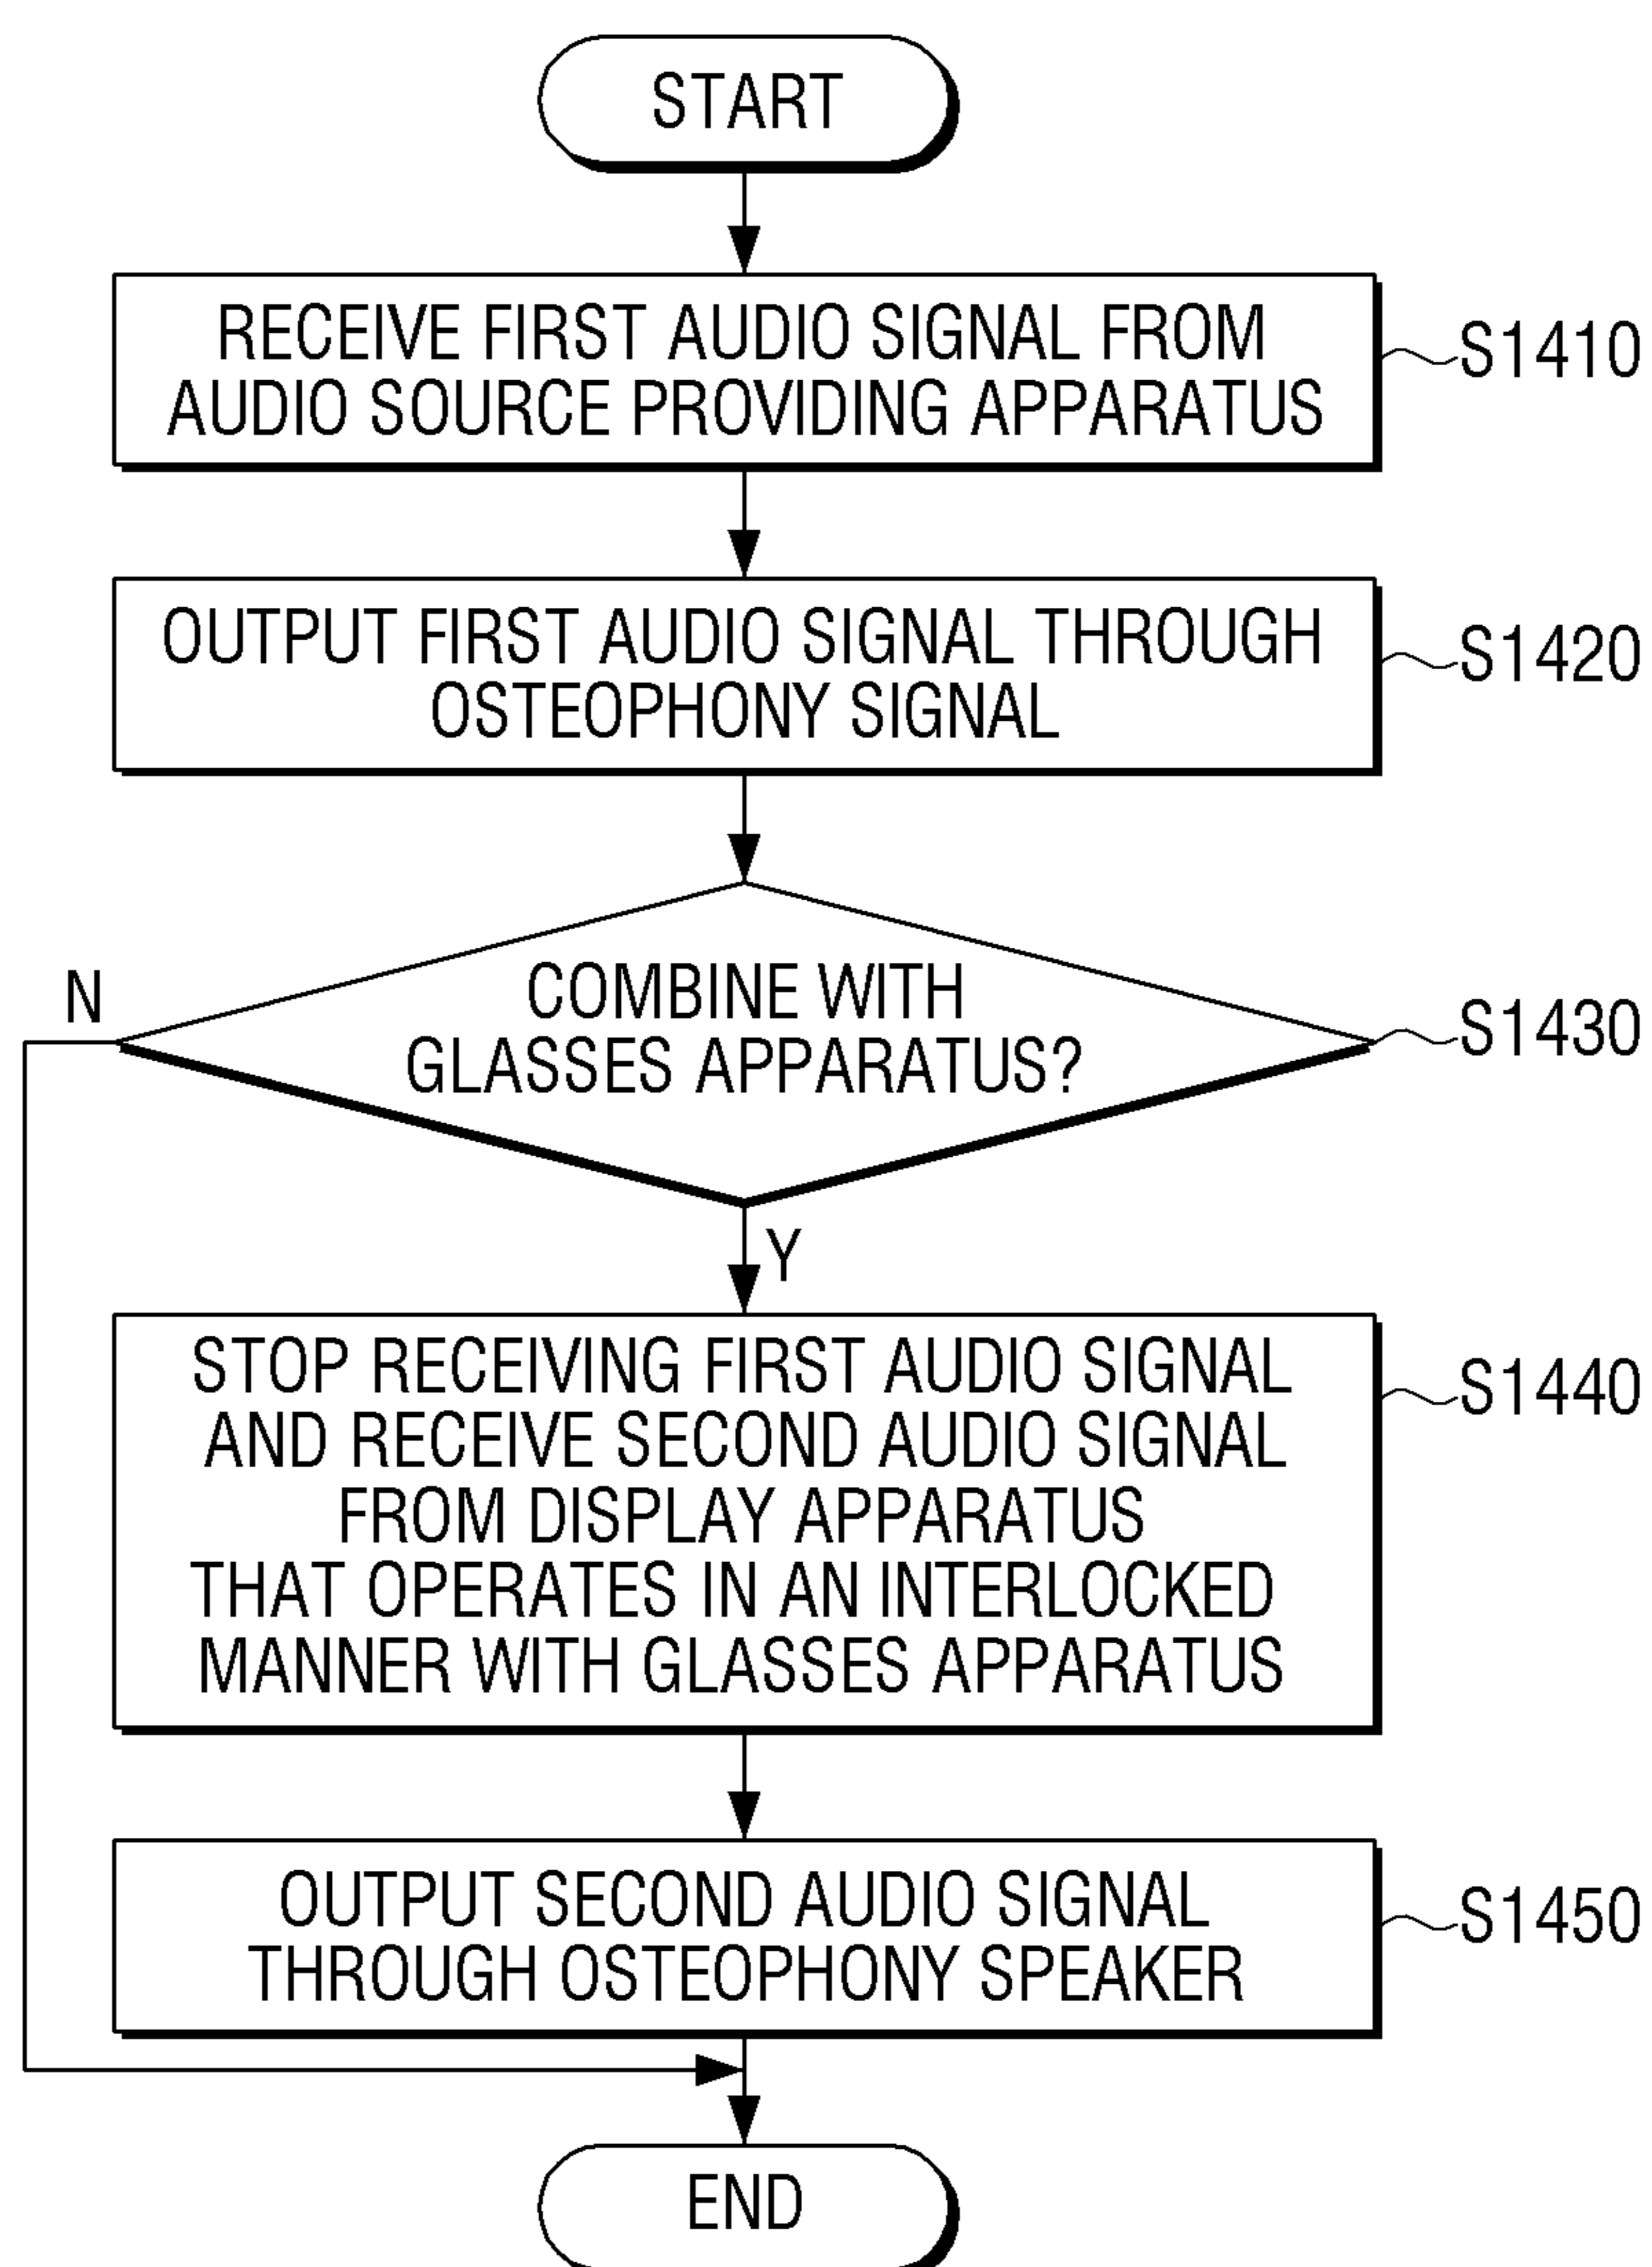 START
RECEIVE FIRST AUDIO SIGNAL FROM
AUDIO SOURCE PROVIDING APPARATUS
S1410
OUTPUT FIRST AUDIO SIGNAL THROUGH
OSTEOPHONY SIGNAL
S1420
N
COMBINE WITH
GLASSES APPARATUS?
S1430
Y
STOP RECEIVING FIRST AUDIO SIGNAL
AND RECEIVE SECOND AUDIO SIGNAL
FROM DISPLAY APPARATUS
THAT OPERATES IN AN INTERLOCKED
MANNER WITH GLASSES APPARATUS
S1440
OUTPUT SECOND AUDIO SIGNAL
THROUGH OSTEOPHONY SPEAKER
S1450
END